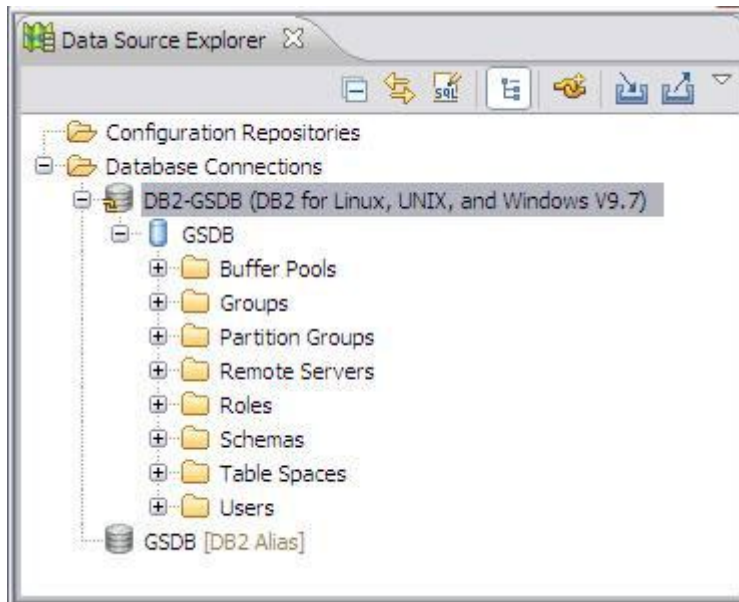 Data Source Explorer
SQL
Configuration Repositories
Database Connections
DB2-GSDB (DB2 for Linux, UNIX, and Windows V9.7)
GSDB
Buffer Pools
Groups
Partition Groups
Remote Servers
Roles
Schemas
Table Spaces
Users
GSDB [DB2 Alias]